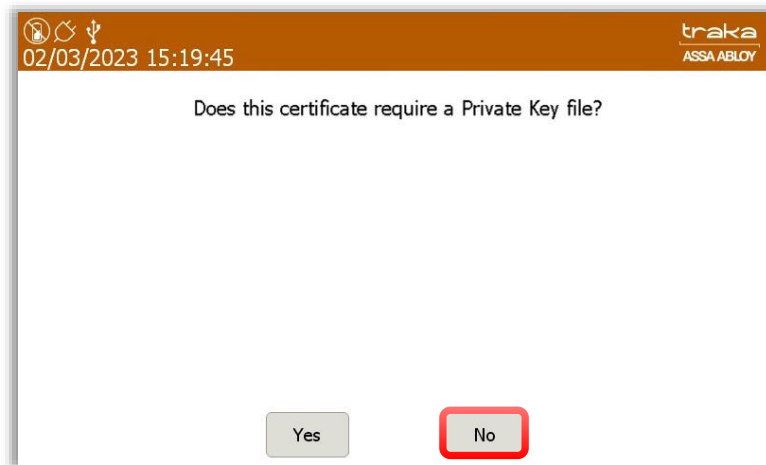 traka
02/03/2023 15:19:45
ASSA ABLOY
Does this certificate require a Private Key file?
Yes
No